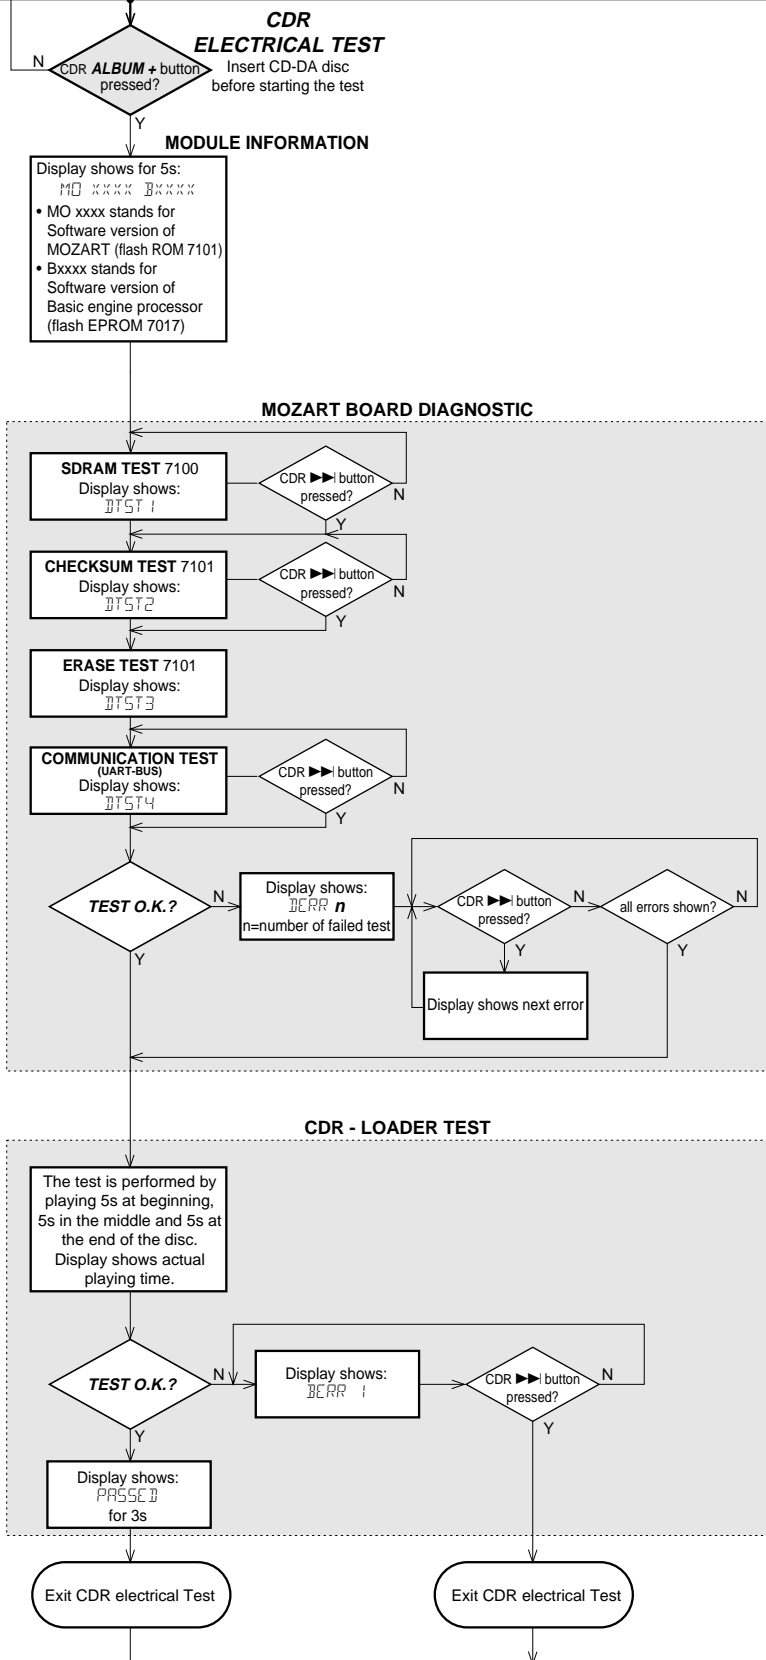 CDR
ELECTRICAL TEST
Insert CD-DA disc
before starting the test
N
CDR ALBUM + button
pressed?
Y
MODULE INFORMATION
Display shows for 5s:
MO XXXX BXXXX
• MO xxxx stands for
Software version of
MOZART (flash ROM 7101)
• Bxxxx stands for
Software version of
Basic engine processor
(flash EPROM 7017)
MOZART BOARD DIAGNOSTIC
SDRAM TEST 7100
Display shows:
DTST1
CDR ▶▶| button
pressed?
N
Y
CHECKSUM TEST 7101
Display shows:
DTST2
CDR ▶▶| button
pressed?
N
Y
ERASE TEST 7101
Display shows:
DTST3
COMMUNICATION TEST
(UART-BUS)
Display shows:
DTST4
CDR ▶▶| button
pressed?
N
Y
TEST O.K.?
N
Y
Display shows:
DERR n
n=number of failed test
CDR ▶▶| button
pressed?
N
Y
all errors shown?
N
Y
Display shows next error
CDR - LOADER TEST
The test is performed by
playing 5s at beginning,
5s in the middle and 5s at
the end of the disc.
Display shows actual
playing time.
TEST O.K.?
N
Y
Display shows:
BERR 1
CDR ▶▶| button
pressed?
N
Y
Display shows:
PASSED
for 3s
Exit CDR electrical Test
Exit CDR electrical Test